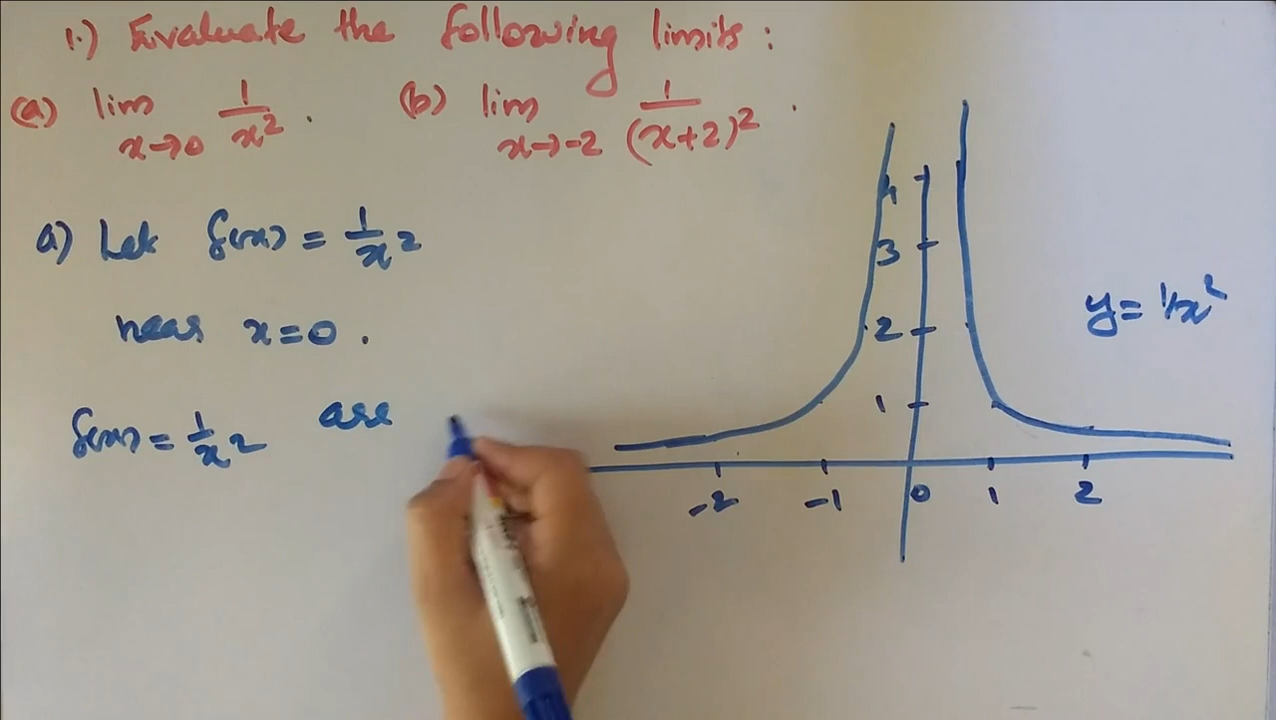 1.) Evaluate the following limits :
(a) lim x→0 1/x² . (b) lim x→-2 1/(x+2)² .
a) Let f(x) = 1/x²
near x=0 .
f(x) = 1/x² are
4
3
2
1
-2 -1 0 1 2
y = 1/x²